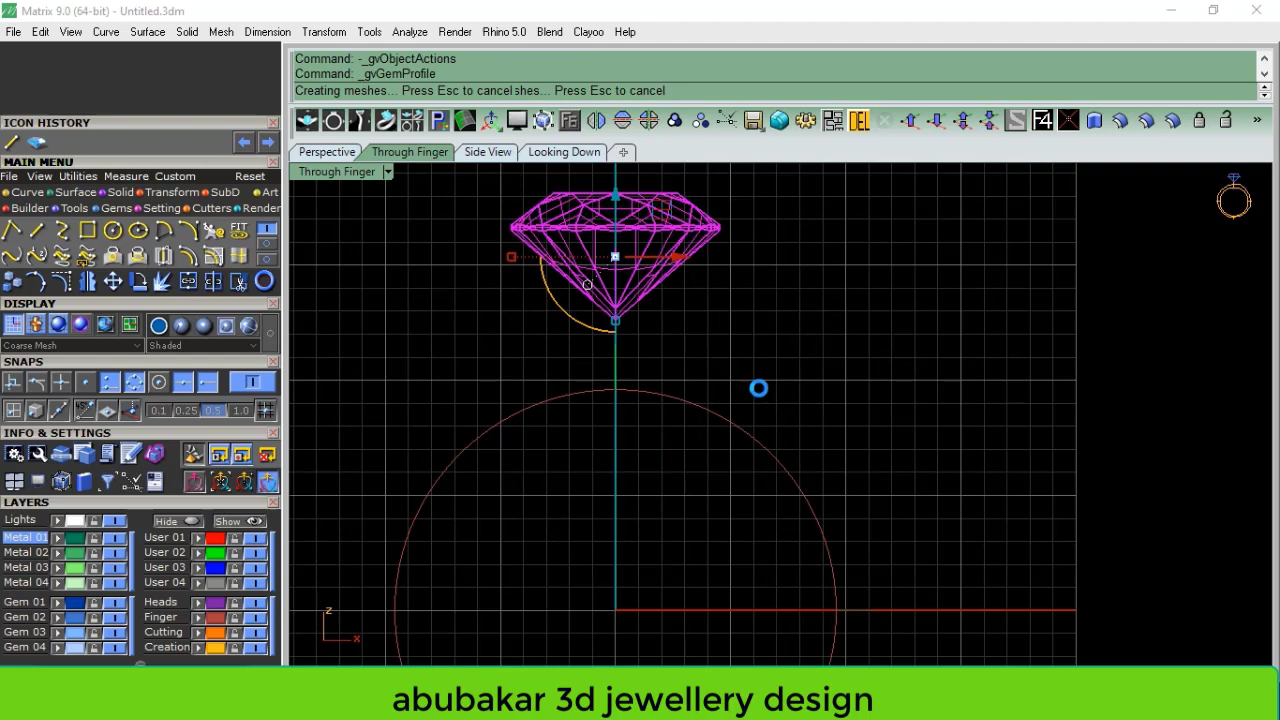 Matrix 9.0 (64-bit) - Untitled.3dm
File Edit View Curve Surface Solid Mesh Dimension Transform Tools Analyze Render Rhino 5.0 Blend Clayoo Help
Command: -_gvObjectActions
Command: _gvGemProfile
Creating meshes... Press Esc to cancel shes... Press Esc to cancel
ICON HISTORY
MAIN MENU
File View Utilities Measure Custom Reset
Curve Surface Solid Transform SubD Art
Builder Tools Gems Setting Cutters Render
FIT
DISPLAY
Coarse Mesh Shaded
SNAPS
0.1 0.25 0.5 1.0
INFO & SETTINGS
LAYERS
Lights Hide Show
Metal 01 User 01
Metal 02 User 02
Metal 03 User 03
Metal 04 User 04
Gem 01 Heads
Gem 02 Finger
Gem 03 Cutting
Gem 04 Creation
DEL F4
Perspective Through Finger Side View Looking Down
Through Finger
z
x
abubakar 3d jewellery design